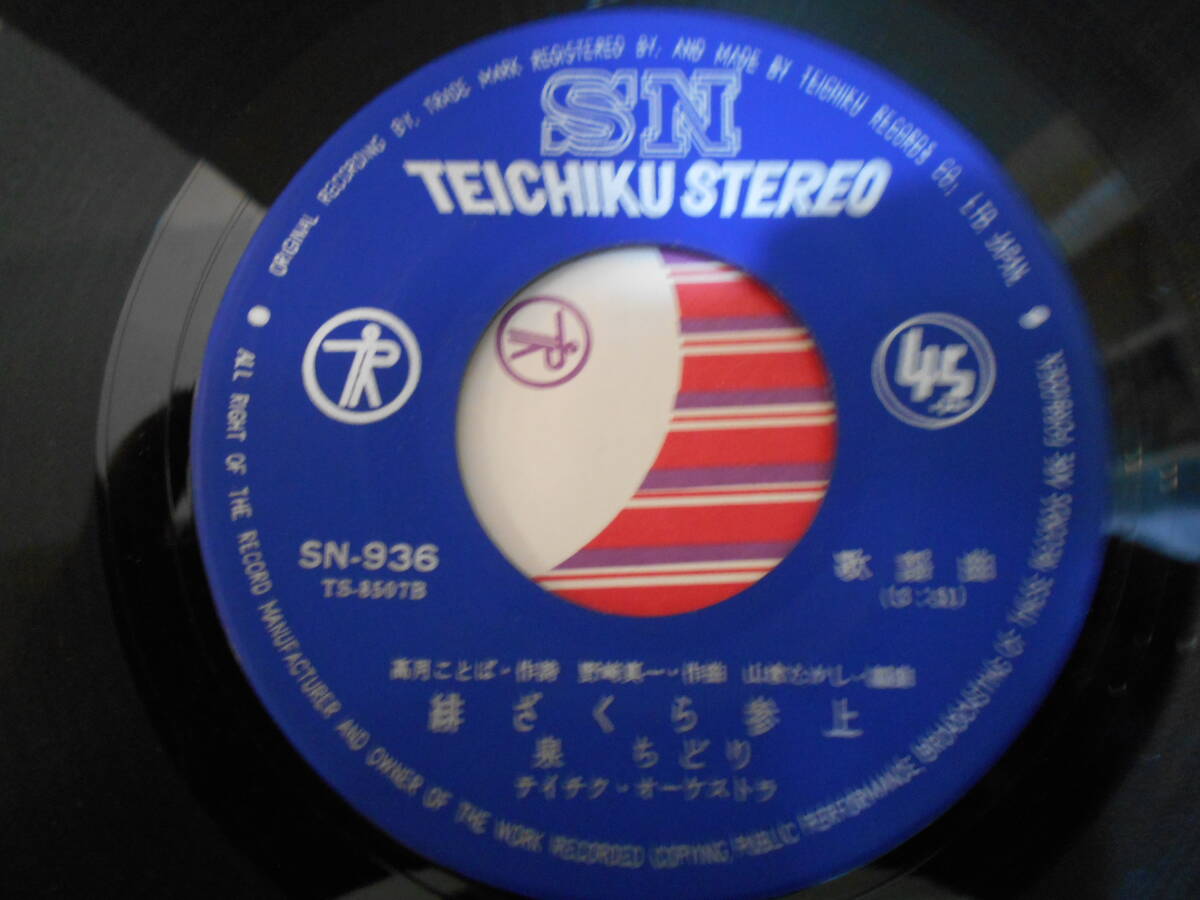 ORIGINAL RECORDING BY, TRADE MARK REGISTERED BY, AND MADE BY TEICHIKU RECORDS CO., LTD JAPAN
SN
TEICHIKU STEREO
TR
TR
45
SN-936
TS-8507B
歌謡曲
高月ことば・作詩 野崎真一・作曲 山倉たかし・編曲
緋ざくら参上
泉ちどり
テイチク・オーケストラ
ALL RIGHT OF THE RECORD MANUFACTURER AND OWNER OF THE WORK RECORDED (COPYING) PUBLIC PERFORMANCE, BROADCASTING OF THESE RECORDS ARE FORBIDDEN